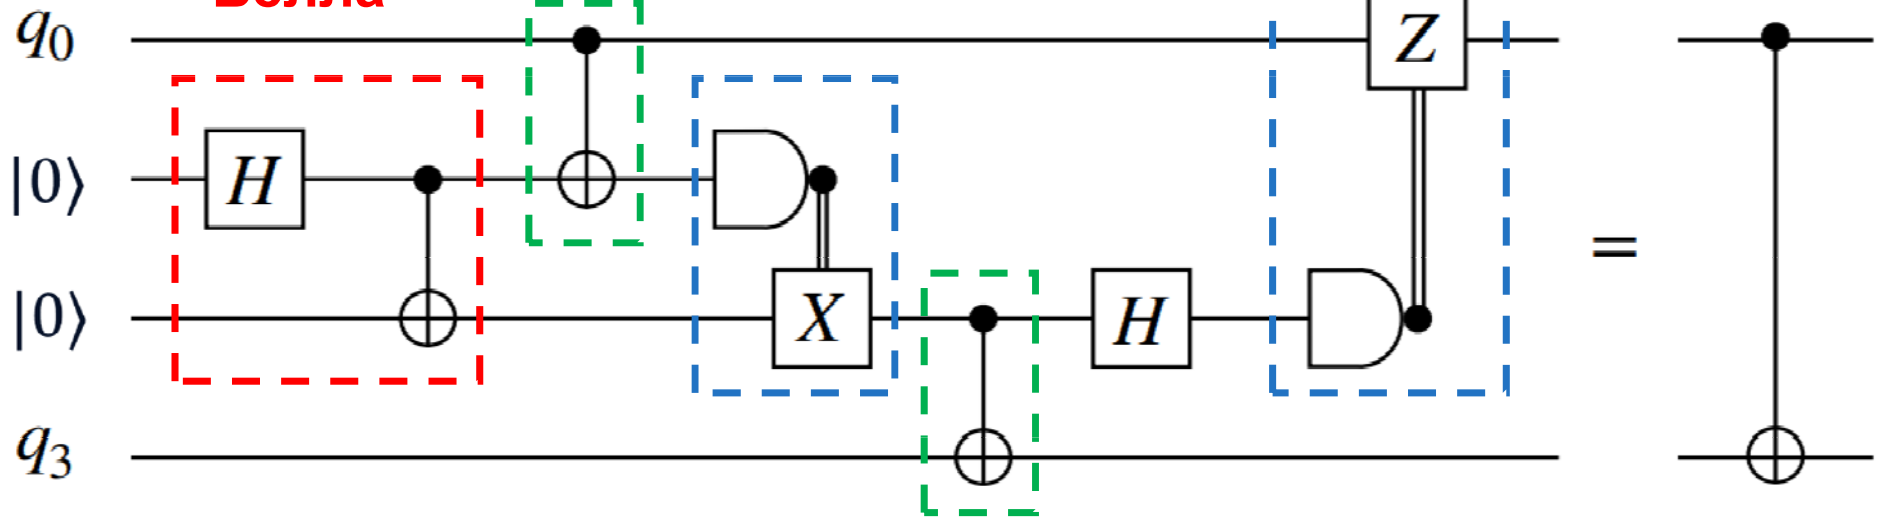 q0
|0⟩ H
|0⟩ X H Z
q3
=